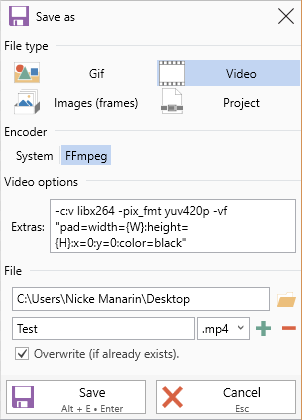 Save as
File type
Gif
Video
Images (frames)
Project
Encoder
System
FFmpeg
Video options
Extras:
-c:v libx264 -pix_fmt yuv420p -vf
"pad=width={W}:height=
{H}:x=0:y=0:color=black"
File
C:\Users\Nicke Manarin\Desktop
Test
.mp4
Overwrite (if already exists).
Save
Alt + E • Enter
Cancel
Esc